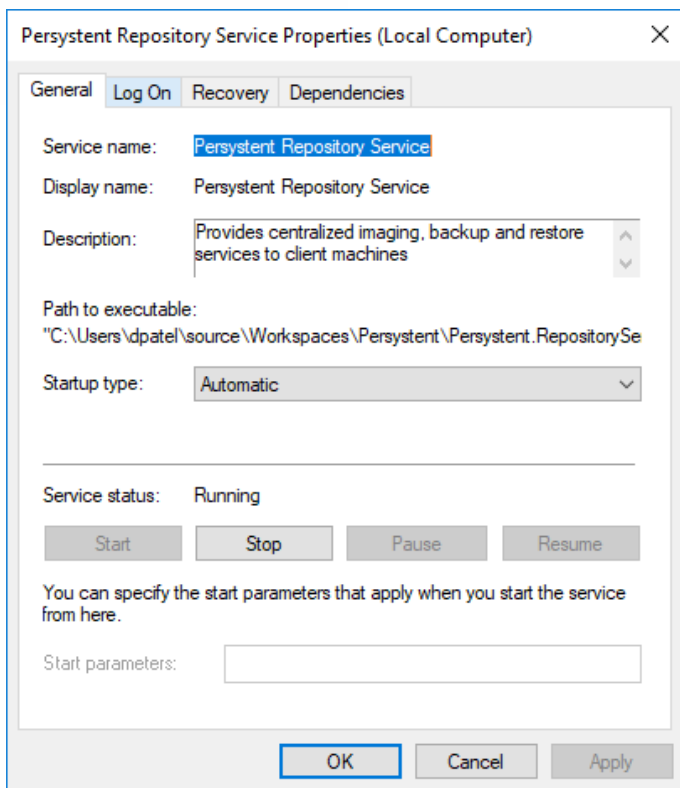 Persystent Repository Service Properties (Local Computer)
General Log On Recovery Dependencies
Service name: Persystent Repository Service
Display name: Persystent Repository Service
Description: Provides centralized imaging, backup and restore
services to client machines
Path to executable:
"C:\Users\dpatel\source\Workspaces\Persystent\Persystent.RepositorySe
Startup type: Automatic
Service status: Running
Start Stop Pause Resume
You can specify the start parameters that apply when you start the service
from here.
Start parameters:
OK Cancel Apply